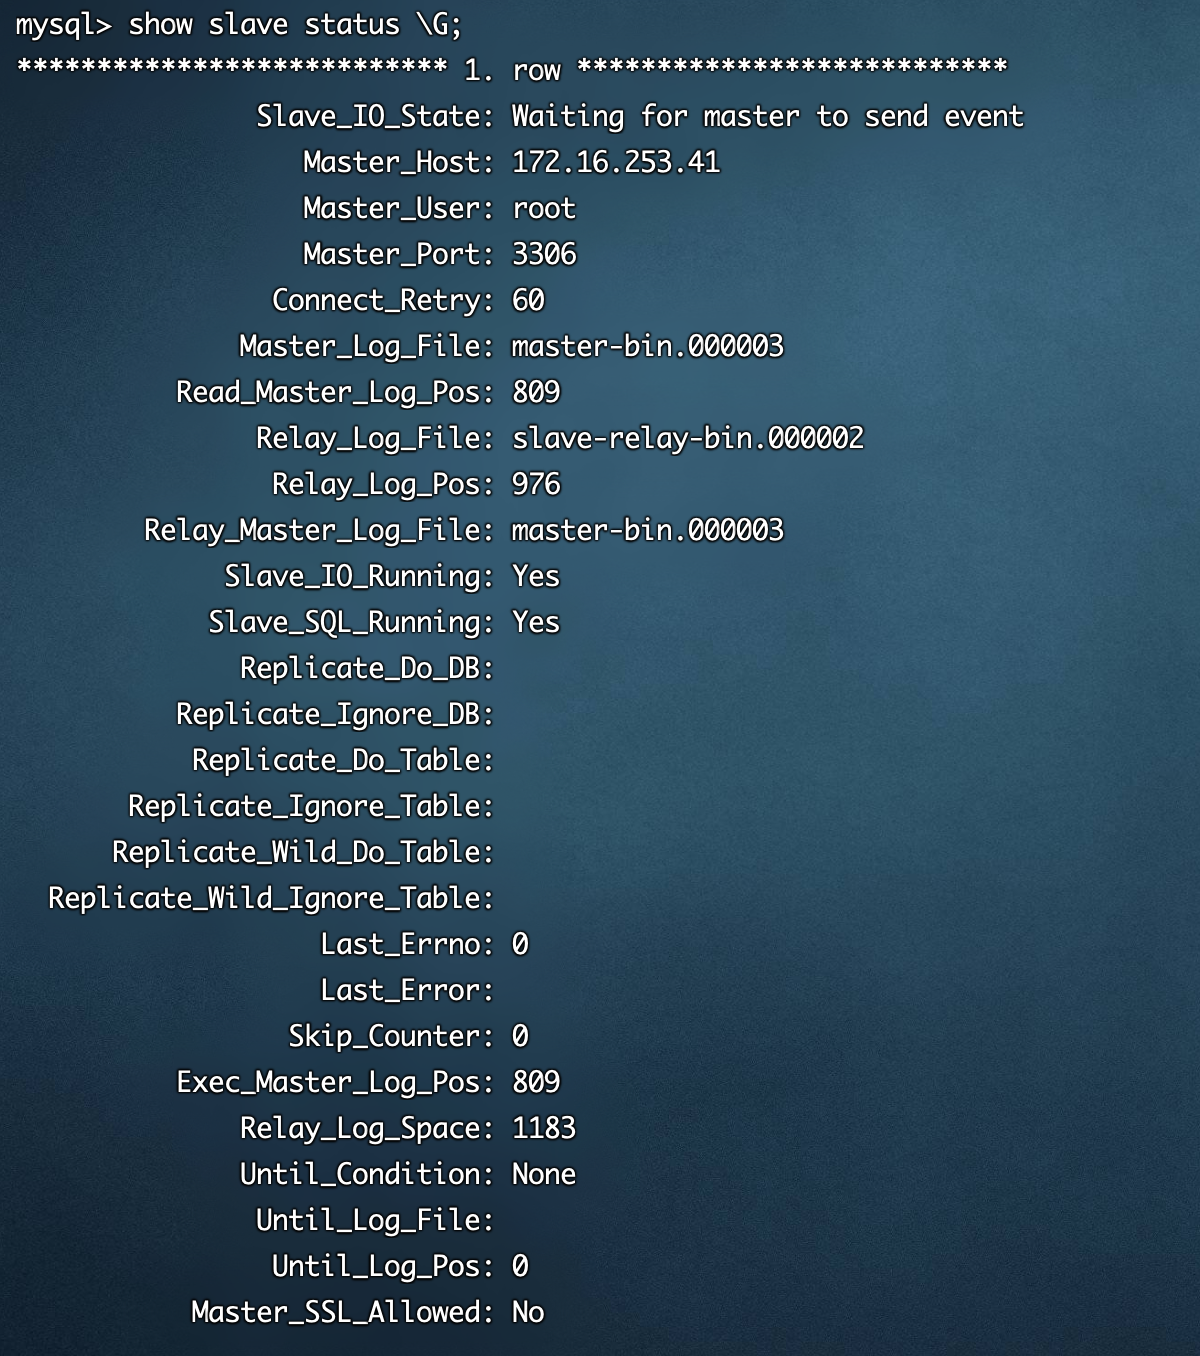 mysql> show slave status \G;
*************************** 1. row ***************************
Slave_IO_State: Waiting for master to send event
Master_Host: 172.16.253.41
Master_User: root
Master_Port: 3306
Connect_Retry: 60
Master_Log_File: master-bin.000003
Read_Master_Log_Pos: 809
Relay_Log_File: slave-relay-bin.000002
Relay_Log_Pos: 976
Relay_Master_Log_File: master-bin.000003
Slave_IO_Running: Yes
Slave_SQL_Running: Yes
Replicate_Do_DB:
Replicate_Ignore_DB:
Replicate_Do_Table:
Replicate_Ignore_Table:
Replicate_Wild_Do_Table:
Replicate_Wild_Ignore_Table:
Last_Errno: 0
Last_Error:
Skip_Counter: 0
Exec_Master_Log_Pos: 809
Relay_Log_Space: 1183
Until_Condition: None
Until_Log_File:
Until_Log_Pos: 0
Master_SSL_Allowed: No